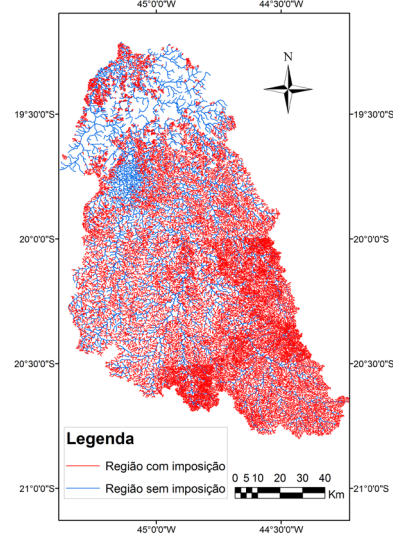 45°0'0"W 44°30'0"W
N
19°30'0"S 19°30'0"S
20°0'0"S 20°0'0"S
20°30'0"S 20°30'0"S
Legenda
Região com imposição
Região sem imposição
0 5 10 20 30 40
Km
21°0'0"S 21°0'0"S
45°0'0"W 44°30'0"W